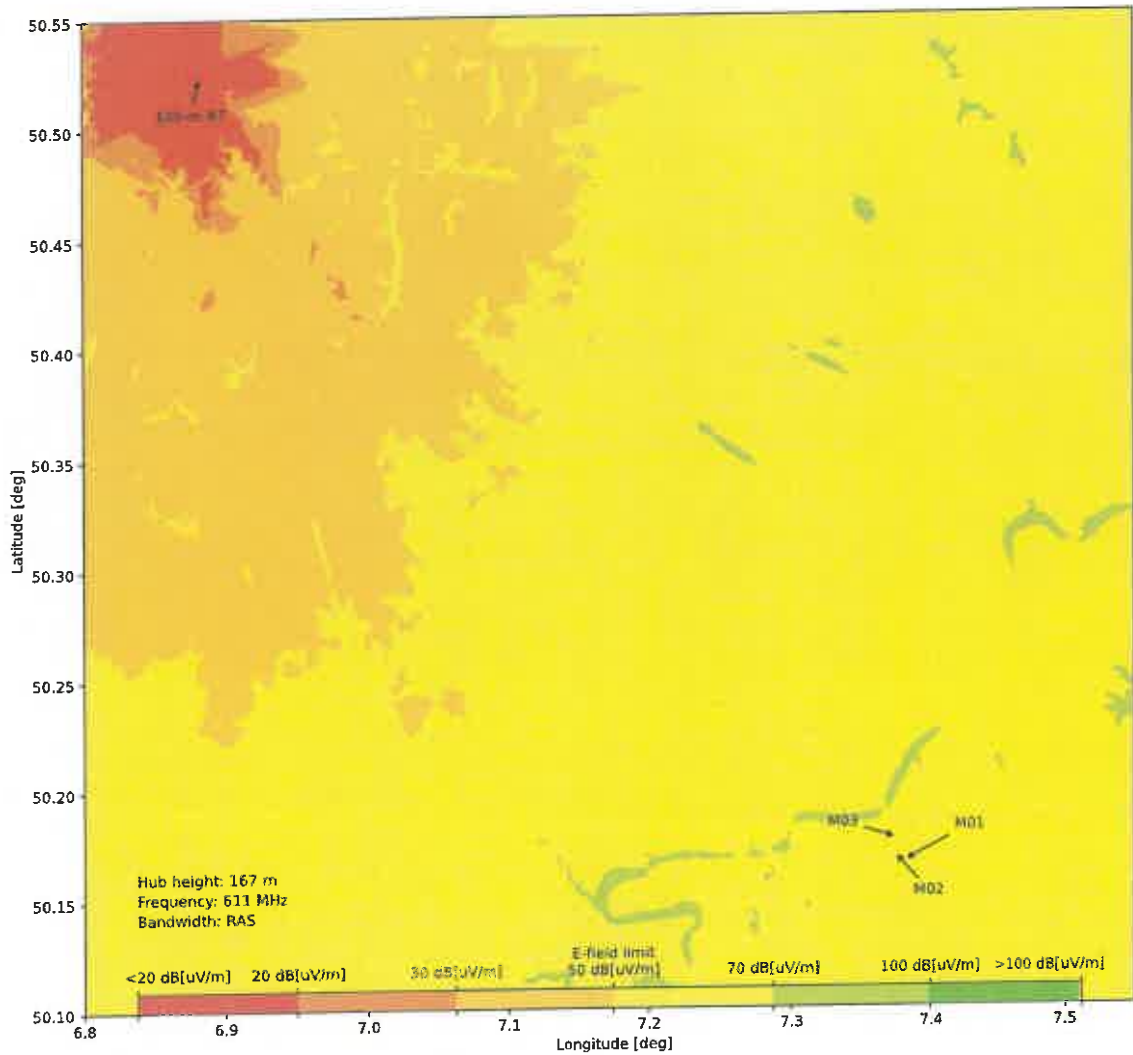 50.55
50.50
50.45
50.40
50.35
50.30
50.25
50.20
50.15
50.10
Latitude [deg]
100-m RT
M03
M01
M02
Hub height: 167 m
Frequency: 611 MHz
Bandwidth: RAS
E-field limit
<20 dB[uV/m] 20 dB[uV/m] 30 dB[uV/m] 50 dB[uV/m] 70 dB[uV/m] 100 dB[uV/m] >100 dB[uV/m]
6.8 6.9 7.0 7.1 7.2 7.3 7.4 7.5
Longitude [deg]